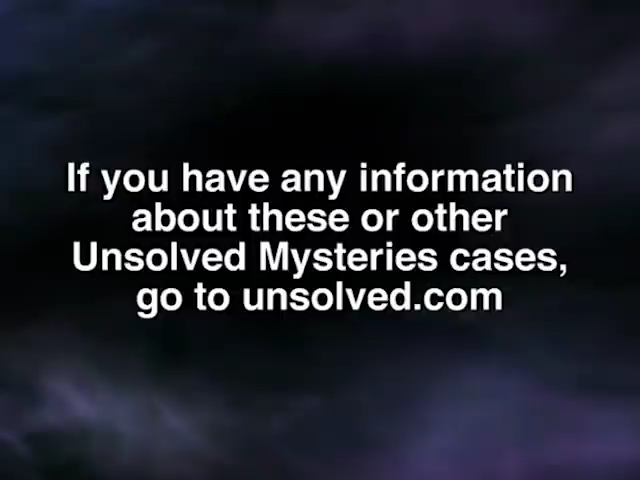 If you have any information
about these or other
Unsolved Mysteries cases,
go to unsolved.com